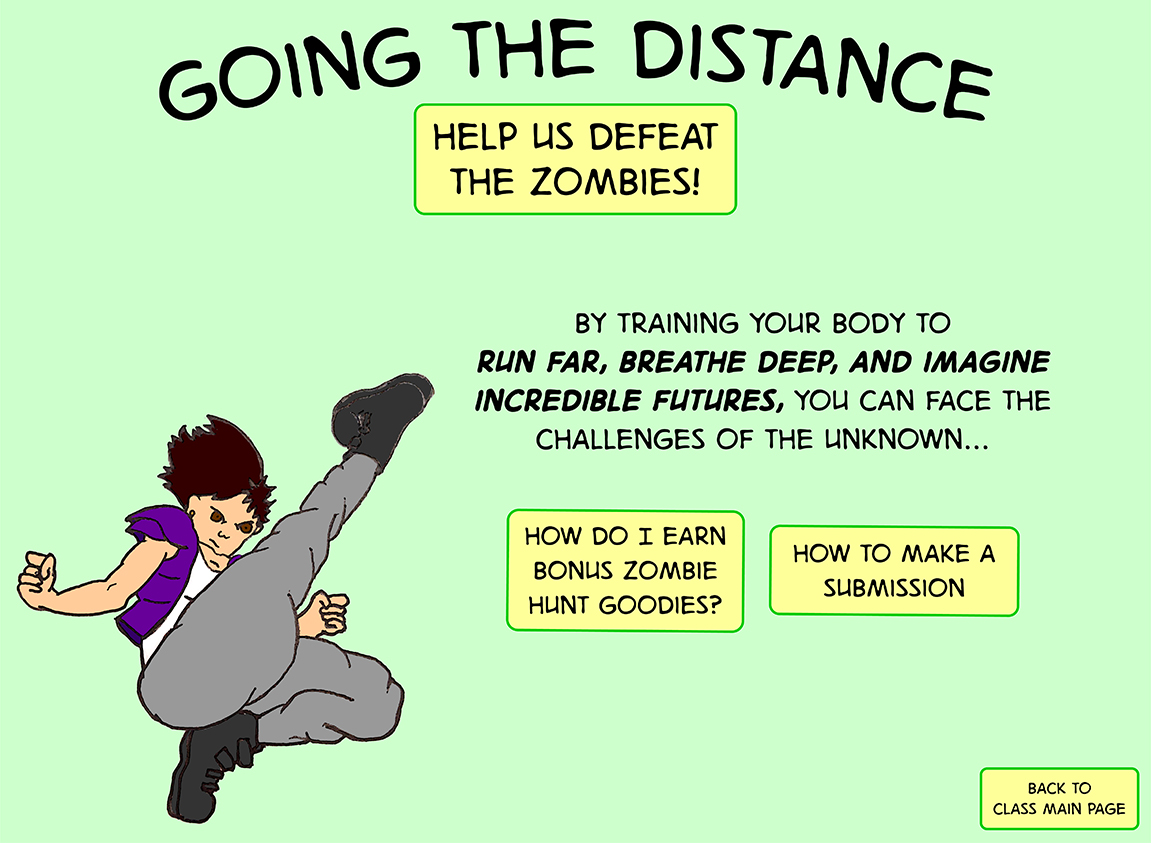 GOING THE DISTANCE
HELP US DEFEAT
THE ZOMBIES!
BY TRAINING YOUR BODY TO
RUN FAR, BREATHE DEEP, AND IMAGINE
INCREDIBLE FUTURES, YOU CAN FACE THE
CHALLENGES OF THE UNKNOWN...
HOW DO I EARN
BONUS ZOMBIE
HUNT GOODIES?
HOW TO MAKE A
SUBMISSION
BACK TO
CLASS MAIN PAGE